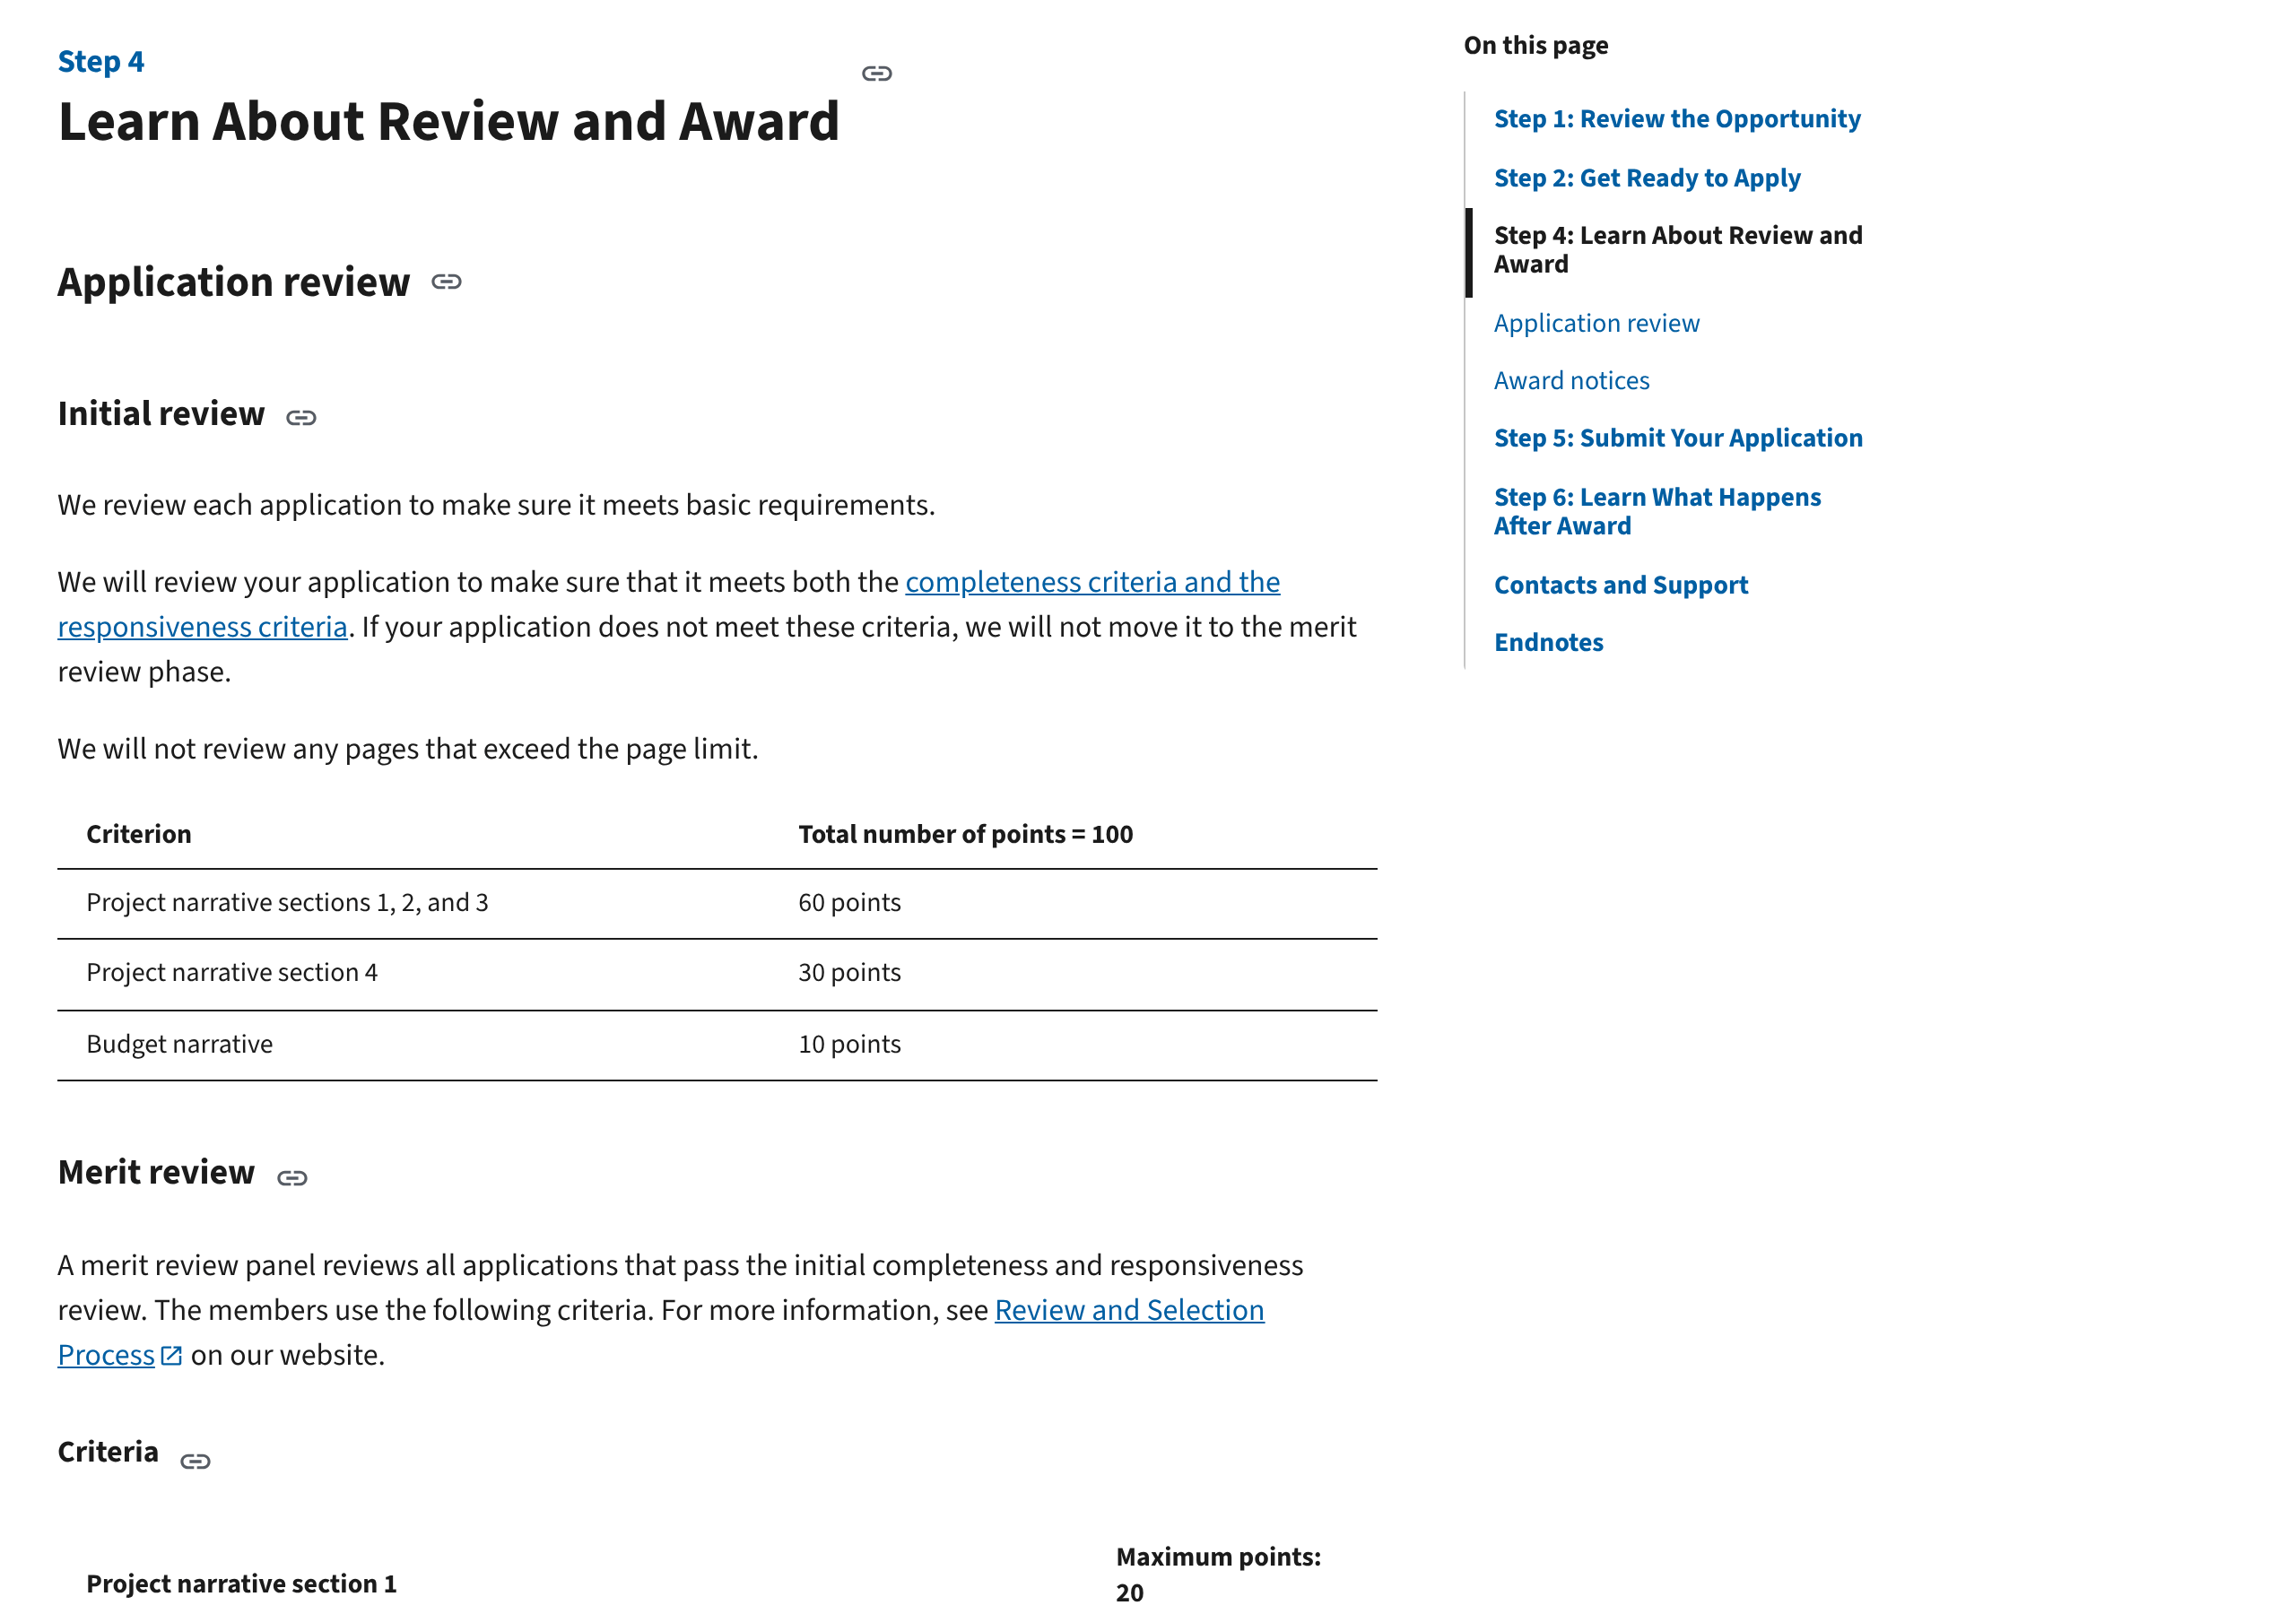 Step 4
Learn About Review and Award
Application review
Initial review
We review each application to make sure it meets basic requirements.
We will review your application to make sure that it meets both the completeness criteria and the
responsiveness criteria. If your application does not meet these criteria, we will not move it to the merit
review phase.
We will not review any pages that exceed the page limit.
Criterion Total number of points = 100
Project narrative sections 1, 2, and 3 60 points
Project narrative section 4 30 points
Budget narrative 10 points
Merit review
A merit review panel reviews all applications that pass the initial completeness and responsiveness
review. The members use the following criteria. For more information, see Review and Selection
Process on our website.
Criteria
Project narrative section 1
Maximum points:
20
On this page
Step 1: Review the Opportunity
Step 2: Get Ready to Apply
Step 4: Learn About Review and
Award
Application review
Award notices
Step 5: Submit Your Application
Step 6: Learn What Happens
After Award
Contacts and Support
Endnotes